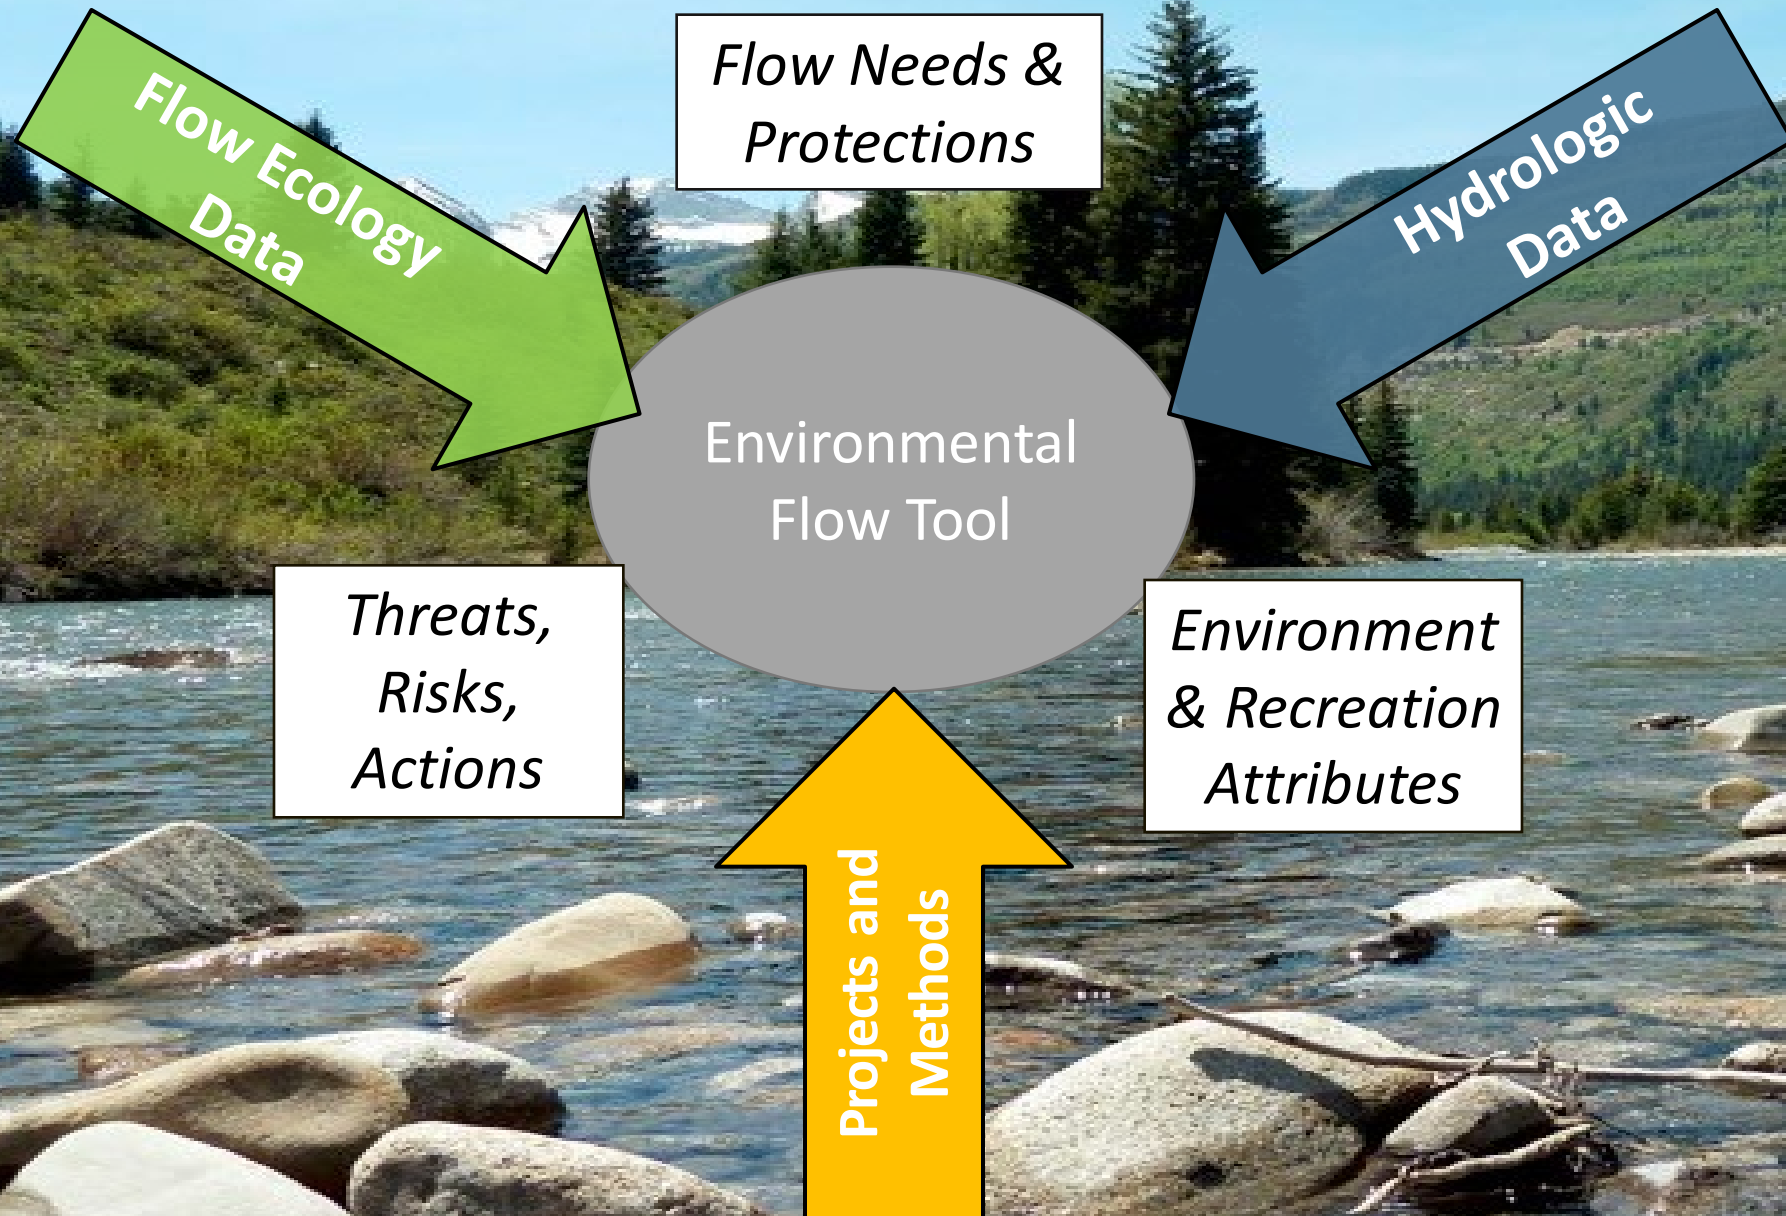 Flow Ecology
Data
Flow Needs &
Protections
Hydrologic
Data
Environmental
Flow Tool
Threats,
Risks,
Actions
Environment
& Recreation
Attributes
Projects and
Methods